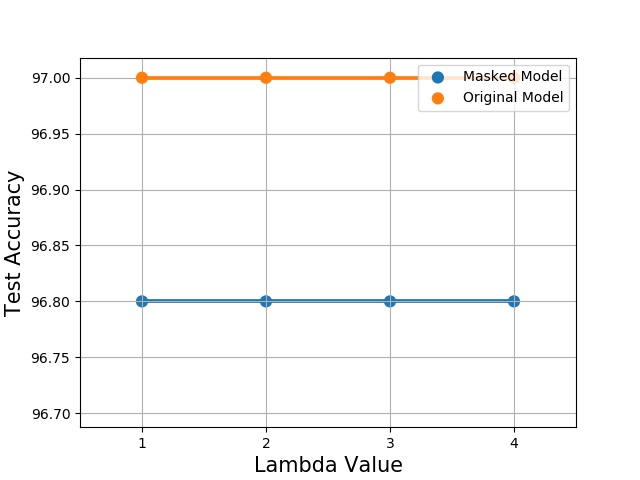 97.00
96.95
96.90
96.85
96.80
96.75
96.70
Test Accuracy
Masked Model
Original Model
1 2 3 4
Lambda Value